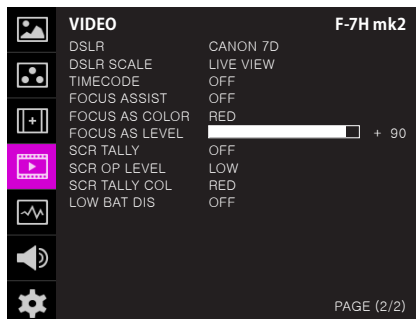 VIDEO F-7H mk2
DSLR CANON 7D
DSLR SCALE LIVE VIEW
TIMECODE OFF
FOCUS ASSIST OFF
FOCUS AS COLOR RED
FOCUS AS LEVEL + 90
SCR TALLY OFF
SCR OP LEVEL LOW
SCR TALLY COL RED
LOW BAT DIS OFF
PAGE (2/2)